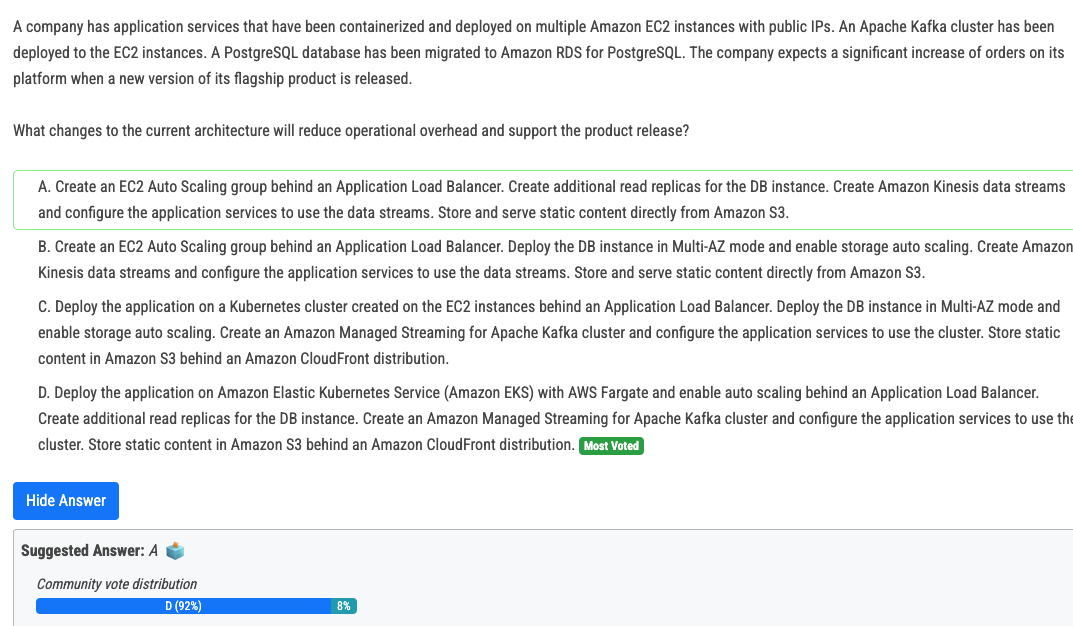 A company has application services that have been containerized and deployed on multiple Amazon EC2 instances with public IPs. An Apache Kafka cluster has been
deployed to the EC2 instances. A PostgreSQL database has been migrated to Amazon RDS for PostgreSQL. The company expects a significant increase of orders on its
platform when a new version of its flagship product is released.
What changes to the current architecture will reduce operational overhead and support the product release?
A. Create an EC2 Auto Scaling group behind an Application Load Balancer. Create additional read replicas for the DB instance. Create Amazon Kinesis data streams
and configure the application services to use the data streams. Store and serve static content directly from Amazon S3.
B. Create an EC2 Auto Scaling group behind an Application Load Balancer. Deploy the DB instance in Multi-AZ mode and enable storage auto scaling. Create Amazon
Kinesis data streams and configure the application services to use the data streams. Store and serve static content directly from Amazon S3.
C. Deploy the application on a Kubernetes cluster created on the EC2 instances behind an Application Load Balancer. Deploy the DB instance in Multi-AZ mode and
enable storage auto scaling. Create an Amazon Managed Streaming for Apache Kafka cluster and configure the application services to use the cluster. Store static
content in Amazon S3 behind an Amazon CloudFront distribution.
D. Deploy the application on Amazon Elastic Kubernetes Service (Amazon EKS) with AWS Fargate and enable auto scaling behind an Application Load Balancer.
Create additional read replicas for the DB instance. Create an Amazon Managed Streaming for Apache Kafka cluster and configure the application services to use the
cluster. Store static content in Amazon S3 behind an Amazon CloudFront distribution. Most Voted
Hide Answer
Suggested Answer: A
Community vote distribution
D (92%) 8%